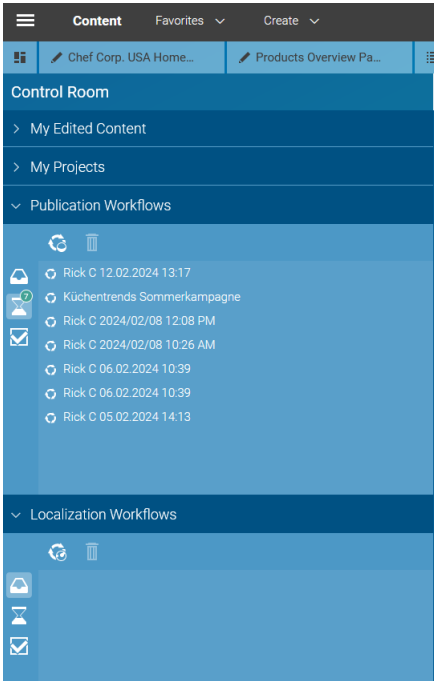 Content Favorites Create
Chef Corp. USA Home... Products Overview Pa...
Control Room
My Edited Content
My Projects
Publication Workflows
Rick C 12.02.2024 13:17
7
Küchentrends Sommerkampagne
Rick C 2024/02/08 12:08 PM
Rick C 2024/02/08 10:26 AM
Rick C 06.02.2024 10:39
Rick C 06.02.2024 10:39
Rick C 05.02.2024 14:13
Localization Workflows